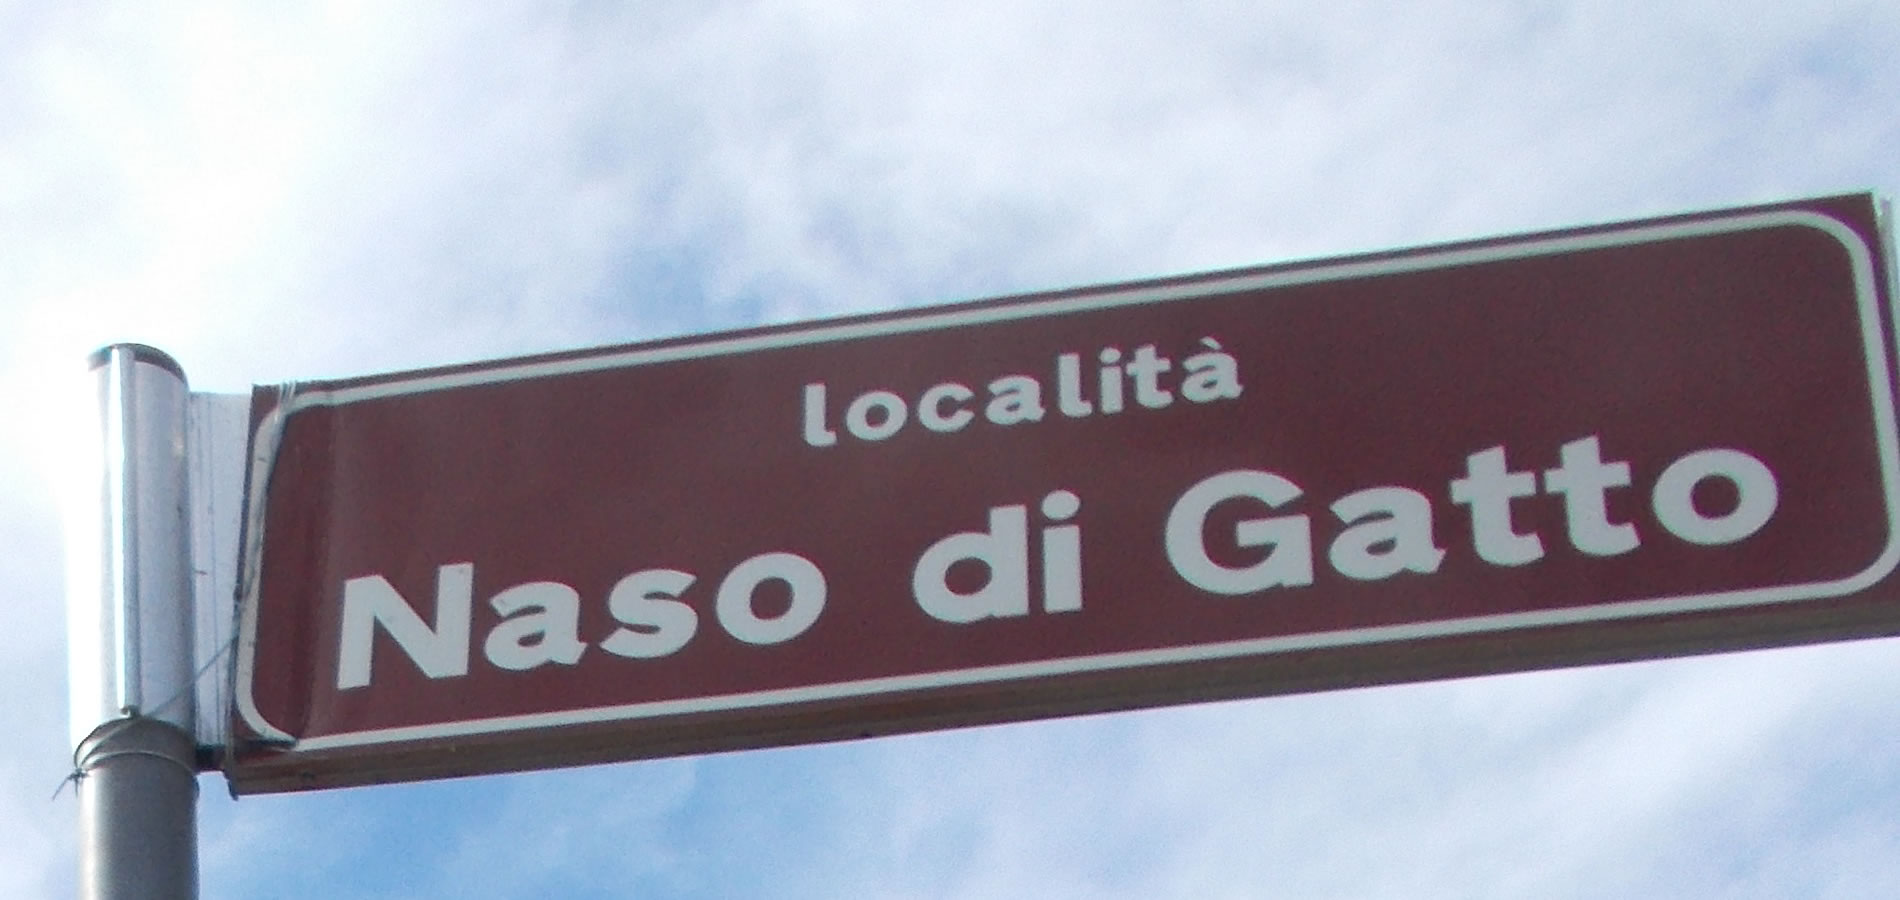 località
Naso di Gatto